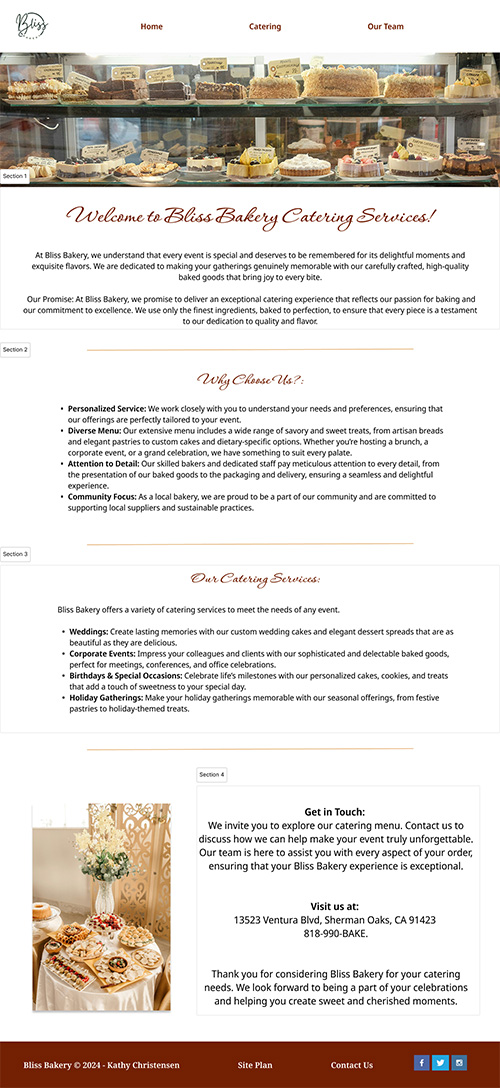 Bliss
Home Catering Our Team
Section 1
Welcome to Bliss Bakery Catering Services!
At Bliss Bakery, we understand that every event is special and deserves to be remembered for its delightful moments and
exquisite flavors. We are dedicated to making your gatherings genuinely memorable with our carefully crafted, high-quality
baked goods that bring joy to every bite.
Our Promise: At Bliss Bakery, we promise to deliver an exceptional catering experience that reflects our passion for baking and
our commitment to excellence. We use only the finest ingredients, baked to perfection, to ensure that every piece is a testament
to our dedication to quality and flavor.
Section 2
Why Choose Us?:
• Personalized Service: We work closely with you to understand your needs and preferences, ensuring that
our offerings are perfectly tailored to your event.
• Diverse Menu: Our extensive menu includes a wide range of savory and sweet treats, from artisan breads
and elegant pastries to custom cakes and dietary-specific options. Whether you're hosting a brunch, a
corporate event, or a grand celebration, we have something to suit every palate.
• Attention to Detail: Our skilled bakers and dedicated staff pay meticulous attention to every detail, from
the presentation of our baked goods to the packaging and delivery, ensuring a seamless and delightful
experience.
• Community Focus: As a local bakery, we are proud to be a part of our community and are committed to
supporting local suppliers and sustainable practices.
Section 3
Our Catering Services:
Bliss Bakery offers a variety of catering services to meet the needs of any event.
• Weddings: Create lasting memories with our custom wedding cakes and elegant dessert spreads that are as
beautiful as they are delicious.
• Corporate Events: Impress your colleagues and clients with our sophisticated and delectable baked goods,
perfect for meetings, conferences, and office celebrations.
• Birthdays & Special Occasions: Celebrate life's milestones with our personalized cakes, cookies, and treats
that add a touch of sweetness to your special day.
• Holiday Gatherings: Make your holiday gatherings memorable with our seasonal offerings, from festive
pastries to holiday-themed treats.
Section 4
Get in Touch:
We invite you to explore our catering menu. Contact us to
discuss how we can help make your event truly unforgettable.
Our team is here to assist you with every aspect of your order,
ensuring that your Bliss Bakery experience is exceptional.
Visit us at:
13523 Ventura Blvd, Sherman Oaks, CA 91423
818-990-BAKE.
Thank you for considering Bliss Bakery for your catering
needs. We look forward to being a part of your celebrations
and helping you create sweet and cherished moments.
Bliss Bakery © 2024 - Kathy Christensen Site Plan Contact Us